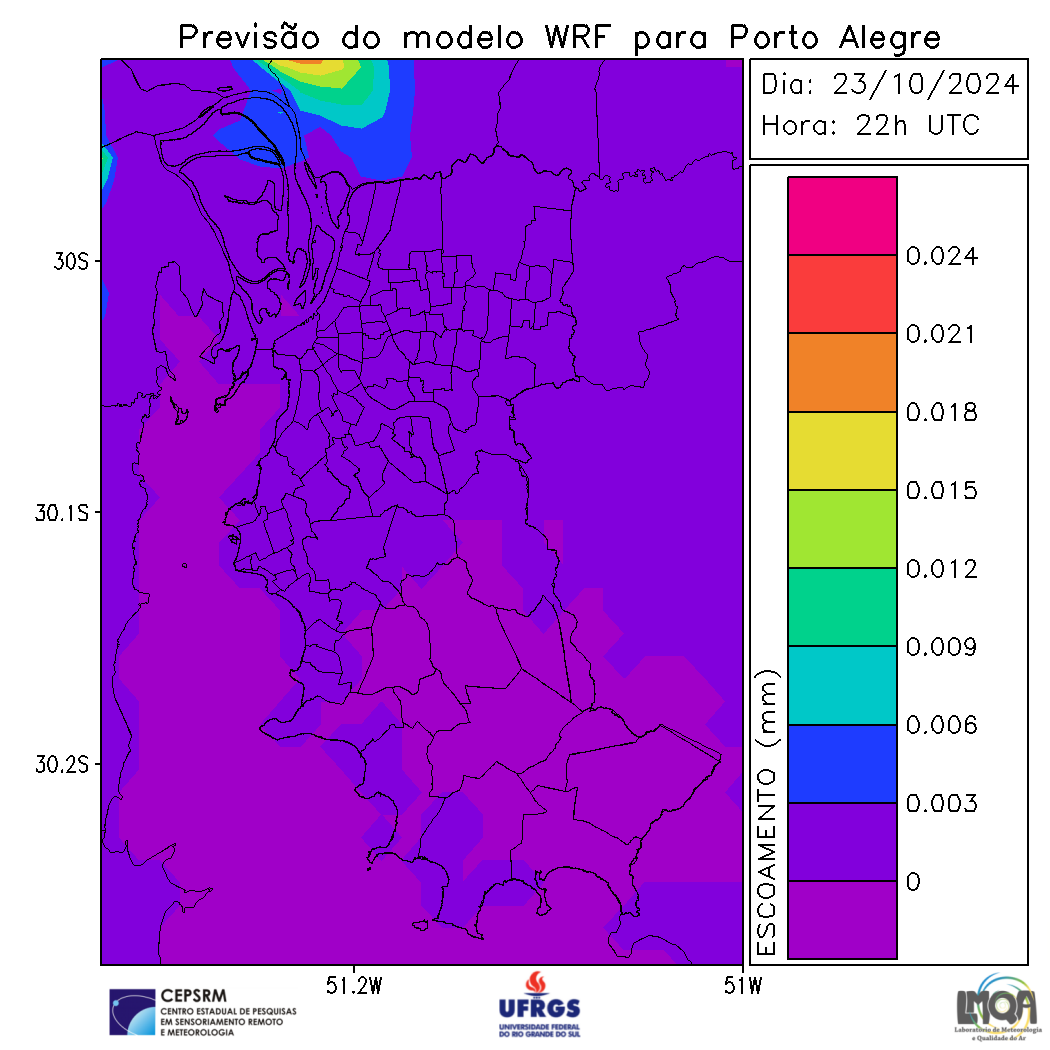 Previsão do modelo WRF para Porto Alegre
Dia: 23/10/2024
Hora: 22h UTC
30S
30.1S
30.2S
51.2W
51W
ESCOAMENTO (mm)
0.024
0.021
0.018
0.015
0.012
0.009
0.006
0.003
0
CEPSRM
CENTRO ESTADUAL DE PESQUISAS
EM SENSORIAMENTO REMOTO
E METEOROLOGIA
UFRGS
UNIVERSIDADE FEDERAL
DO RIO GRANDE DO SUL
LMQA
Laboratório de Meteorologia
e Qualidade do Ar